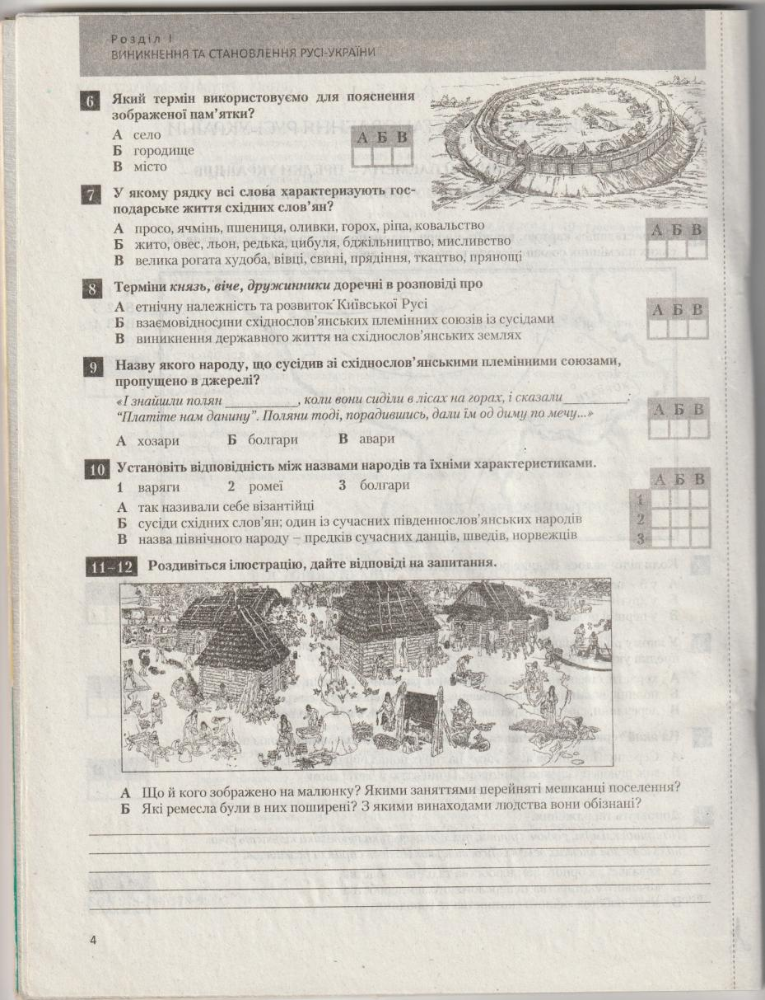 Розділ І
ВИНИКНЕННЯ ТА СТАНОВЛЕННЯ РУСІ-УКРАЇНИ
6 Який термін використовуємо для пояснення
зображеної пам’ятки?
А село
Б городище
В місто
А Б В
7 У якому рядку всі слова характеризують гос-
подарське життя східних слов’ян?
А просо, ячмінь, пшениця, оливки, горох, ріпа, ковальство
Б жито, овес, льон, редька, цибуля, бджільництво, мисливство
В велика рогата худоба, вівці, свині, прядіння, ткацтво, прянощі
А Б В
8 Терміни князь, віче, дружинники доречні в розповіді про
А етнічну належність та розвиток Київської Русі
Б взаємовідносини східнослов’янських племінних союзів із сусідами
В виникнення державного життя на східнослов’янських землях
А Б В
9 Назву якого народу, що сусідив зі східнослов’янськими племінними союзами,
пропущено в джерелі?
«І знайшли полян __________, коли вони сиділи в лісах на горах, і сказали _________:
“Платіте нам данину”. Поляни тоді, порадившись, дали їм од диму по мечу...»
А хозари Б болгари В авари
А Б В
10 Установіть відповідність між назвами народів та їхніми характеристиками.
1 варяги 2 ромеї 3 болгари
А так називали себе візантійці
Б сусіди східних слов’ян; один із сучасних південнослов’янських народів
В назва північного народу – предків сучасних данців, шведів, норвежців
А Б В
1
2
3
11–12 Роздивіться ілюстрацію, дайте відповіді на запитання.
А Що й кого зображено на малюнку? Якими заняттями перейняті мешканці поселення?
Б Які ремесла були в них поширені? З якими винаходами людства вони обізнані?
4